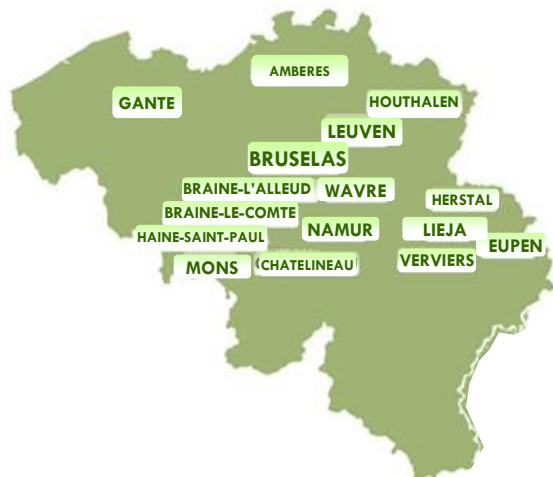 AMBERES
GANTE
HOUTHALEN
LEUVEN
BRUSELAS
BRAINE-L'ALLEUD
WAVRE
HERSTAL
BRAINE-LE-COMTE
NAMUR
LIEJA
HAINE-SAINT-PAUL
EUPEN
MONS
CHATELINEAU
VERVIERS